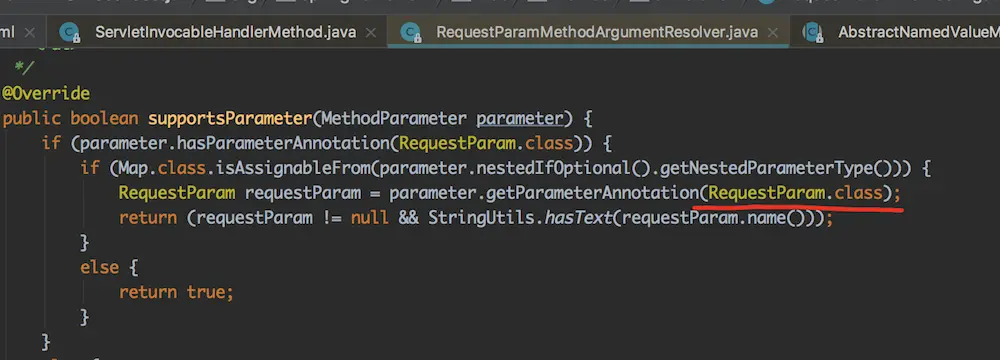 ml ServletInvocableHandlerMethod.java × RequestParamMethodArgumentResolver.java × AbstractNamedValueM
*/
@Override
public boolean supportsParameter(MethodParameter parameter) {
if (parameter.hasParameterAnnotation(RequestParam.class)) {
if (Map.class.isAssignableFrom(parameter.nestedIfOptional().getNestedParameterType())) {
RequestParam requestParam = parameter.getParameterAnnotation(RequestParam.class);
return (requestParam != null && StringUtils.hasText(requestParam.name()));
}
else {
return true;
}
}